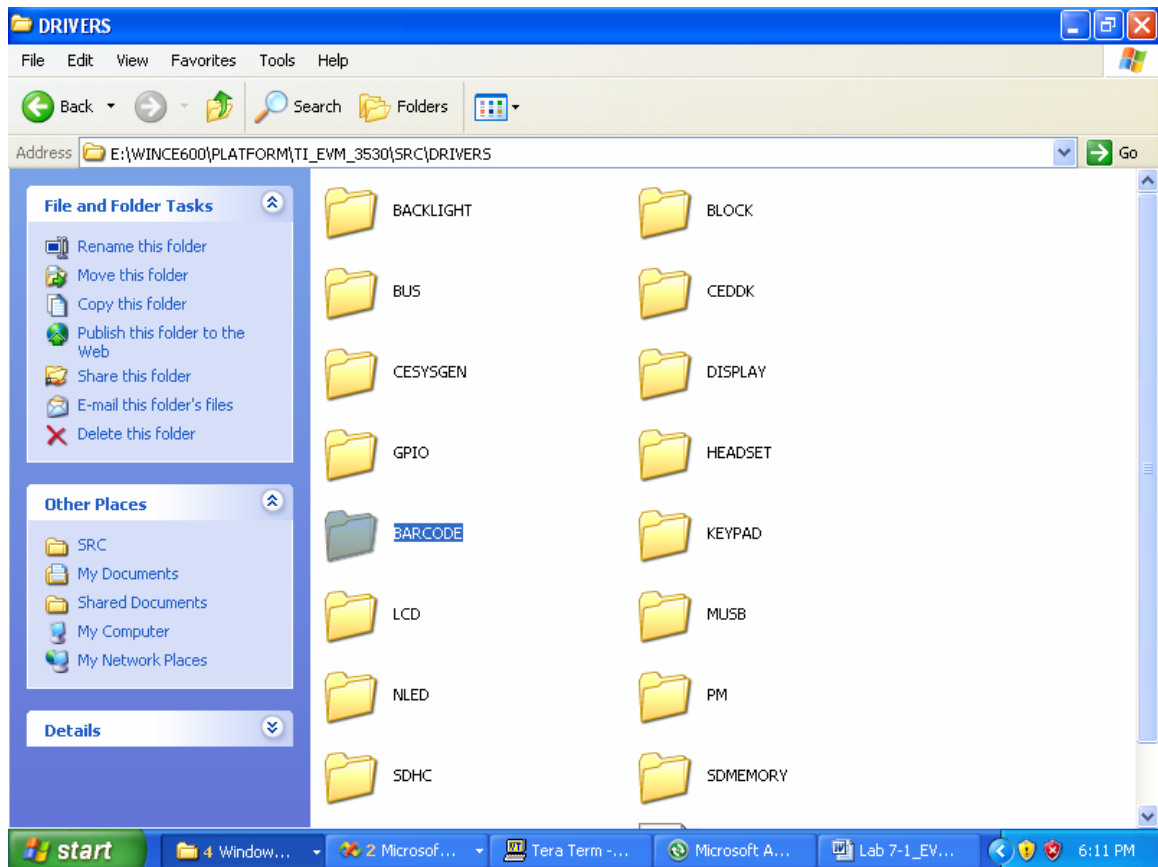 DRIVERS
File Edit View Favorites Tools Help
Back Search Folders
Address E:\WINCE600\PLATFORM\TI_EVM_3530\SRC\DRIVERS Go
File and Folder Tasks
Rename this folder
Move this folder
Copy this folder
Publish this folder to the
Web
Share this folder
E-mail this folder's files
Delete this folder
Other Places
SRC
My Documents
Shared Documents
My Computer
My Network Places
Details
BACKLIGHT BLOCK
BUS CEDDK
CESYSGEN DISPLAY
GPIO HEADSET
BARCODE KEYPAD
LCD MUSB
NLED PM
SDHC SDMEMORY
start 4 Window... 2 Microsof... Tera Term -... Microsoft A... Lab 7-1_EV... 6:11 PM